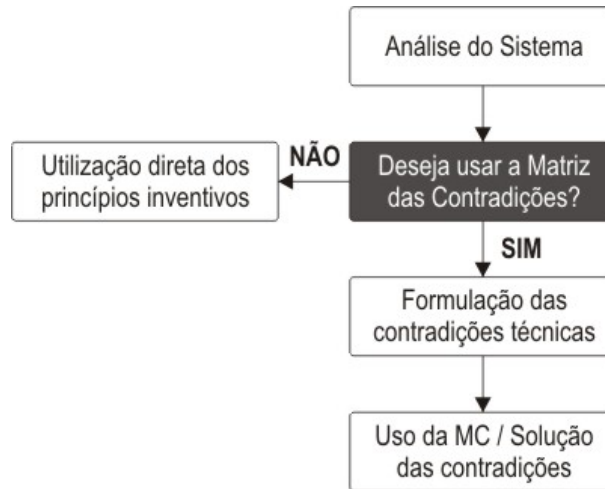 Análise do Sistema
Utilização direta dos
princípios inventivos
NÃO
Deseja usar a Matriz
das Contradições?
SIM
Formulação das
contradições técnicas
Uso da MC / Solução
das contradições